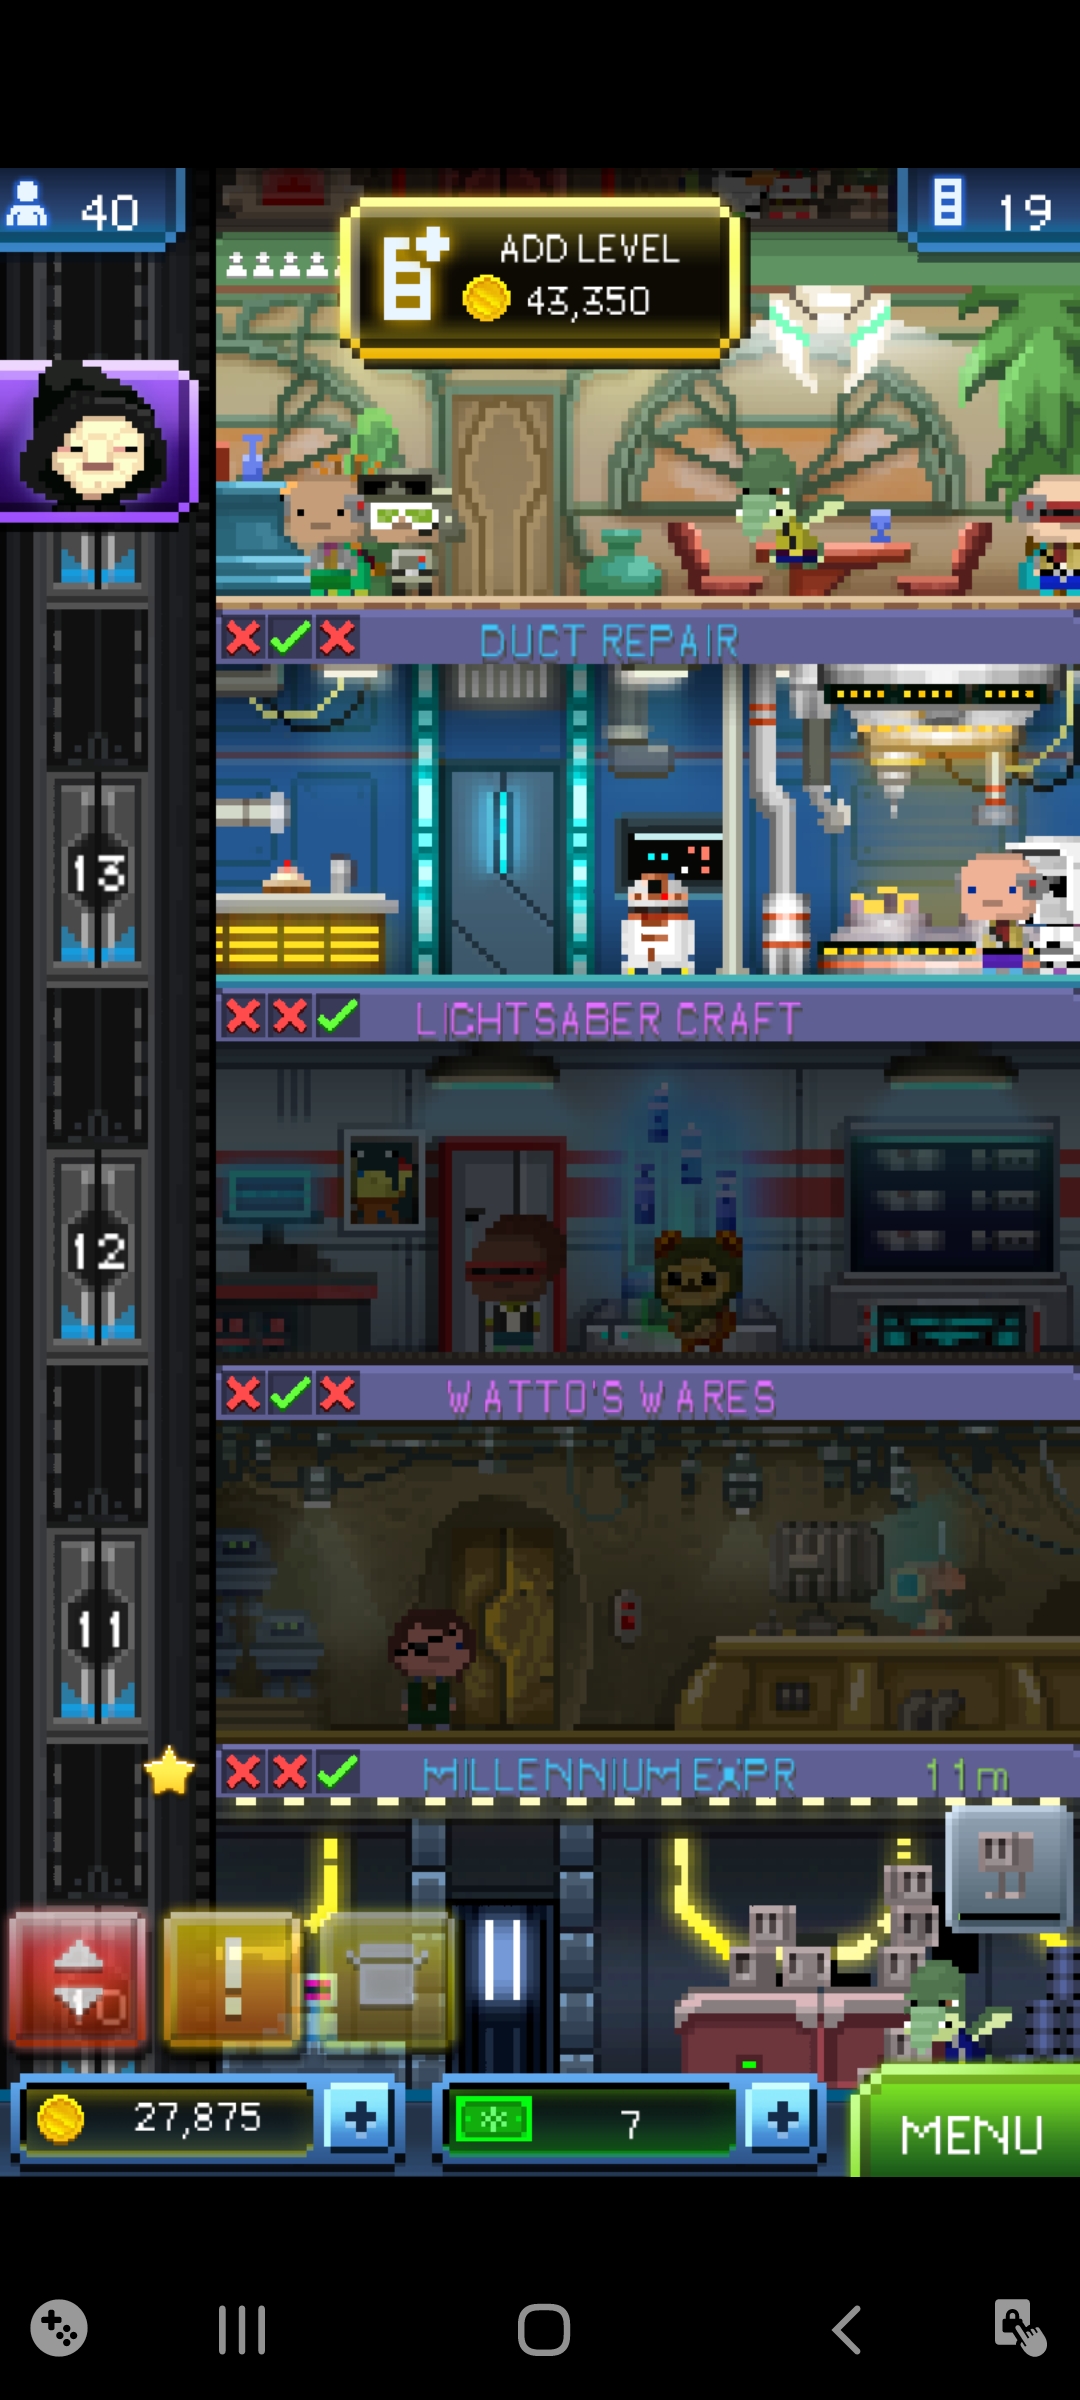 40
19
ADD LEVEL
43,350
DUCT REPAIR
13
LIGHTSABER CRAFT
12
WATTO'S WARES
11
MILLENNIUM EXPR 11m
0
27,875
7
MENU